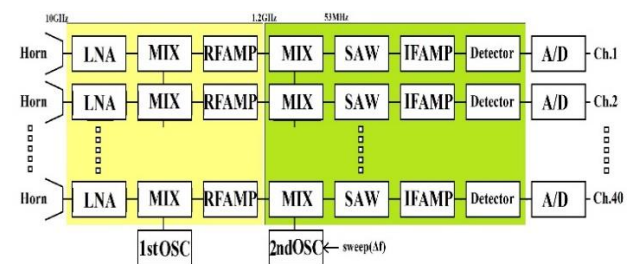 10GHz 1.2GHz 53MHz
Horn LNA MIX RFAMP MIX SAW IFAMP Detector A/D Ch.1
Horn LNA MIX RFAMP MIX SAW IFAMP Detector A/D Ch.2
Horn LNA MIX RFAMP MIX SAW IFAMP Detector A/D Ch.40
1stOSC 2ndOSC sweep(Δf)